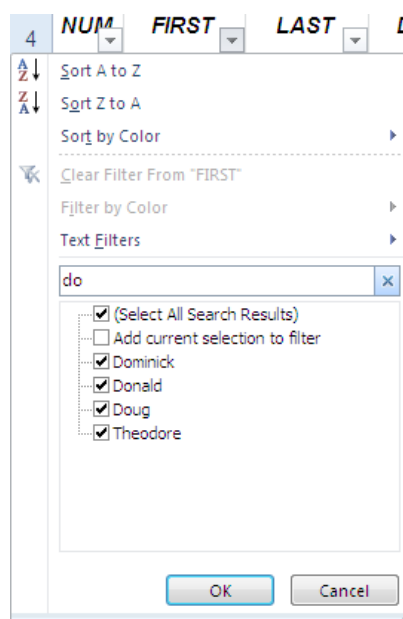 4 NUM FIRST LAST
Sort A to Z
Sort Z to A
Sort by Color
Clear Filter From "FIRST"
Filter by Color
Text Filters
do
(Select All Search Results)
Add current selection to filter
Dominick
Donald
Doug
Theodore
OK Cancel